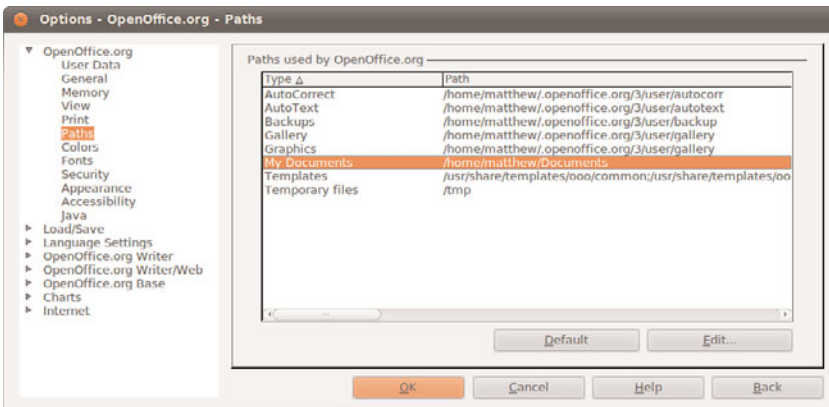 Options - OpenOffice.org - Paths
OpenOffice.org
User Data
General
Memory
View
Print
Paths
Colors
Fonts
Security
Appearance
Accessibility
Java
Load/Save
Language Settings
OpenOffice.org Writer
OpenOffice.org Writer/Web
OpenOffice.org Base
Charts
Internet
Paths used by OpenOffice.org
Type Path
AutoCorrect /home/matthew/.openoffice.org/3/user/autocorr
AutoText /home/matthew/.openoffice.org/3/user/autotext
Backups /home/matthew/.openoffice.org/3/user/backup
Gallery /home/matthew/.openoffice.org/3/user/gallery
Graphics /home/matthew/.openoffice.org/3/user/gallery
My Documents /home/matthew/Documents
Templates /usr/share/templates/ooo/common;/usr/share/templates/oo
Temporary files /tmp
Default Edit...
OK Cancel Help Back